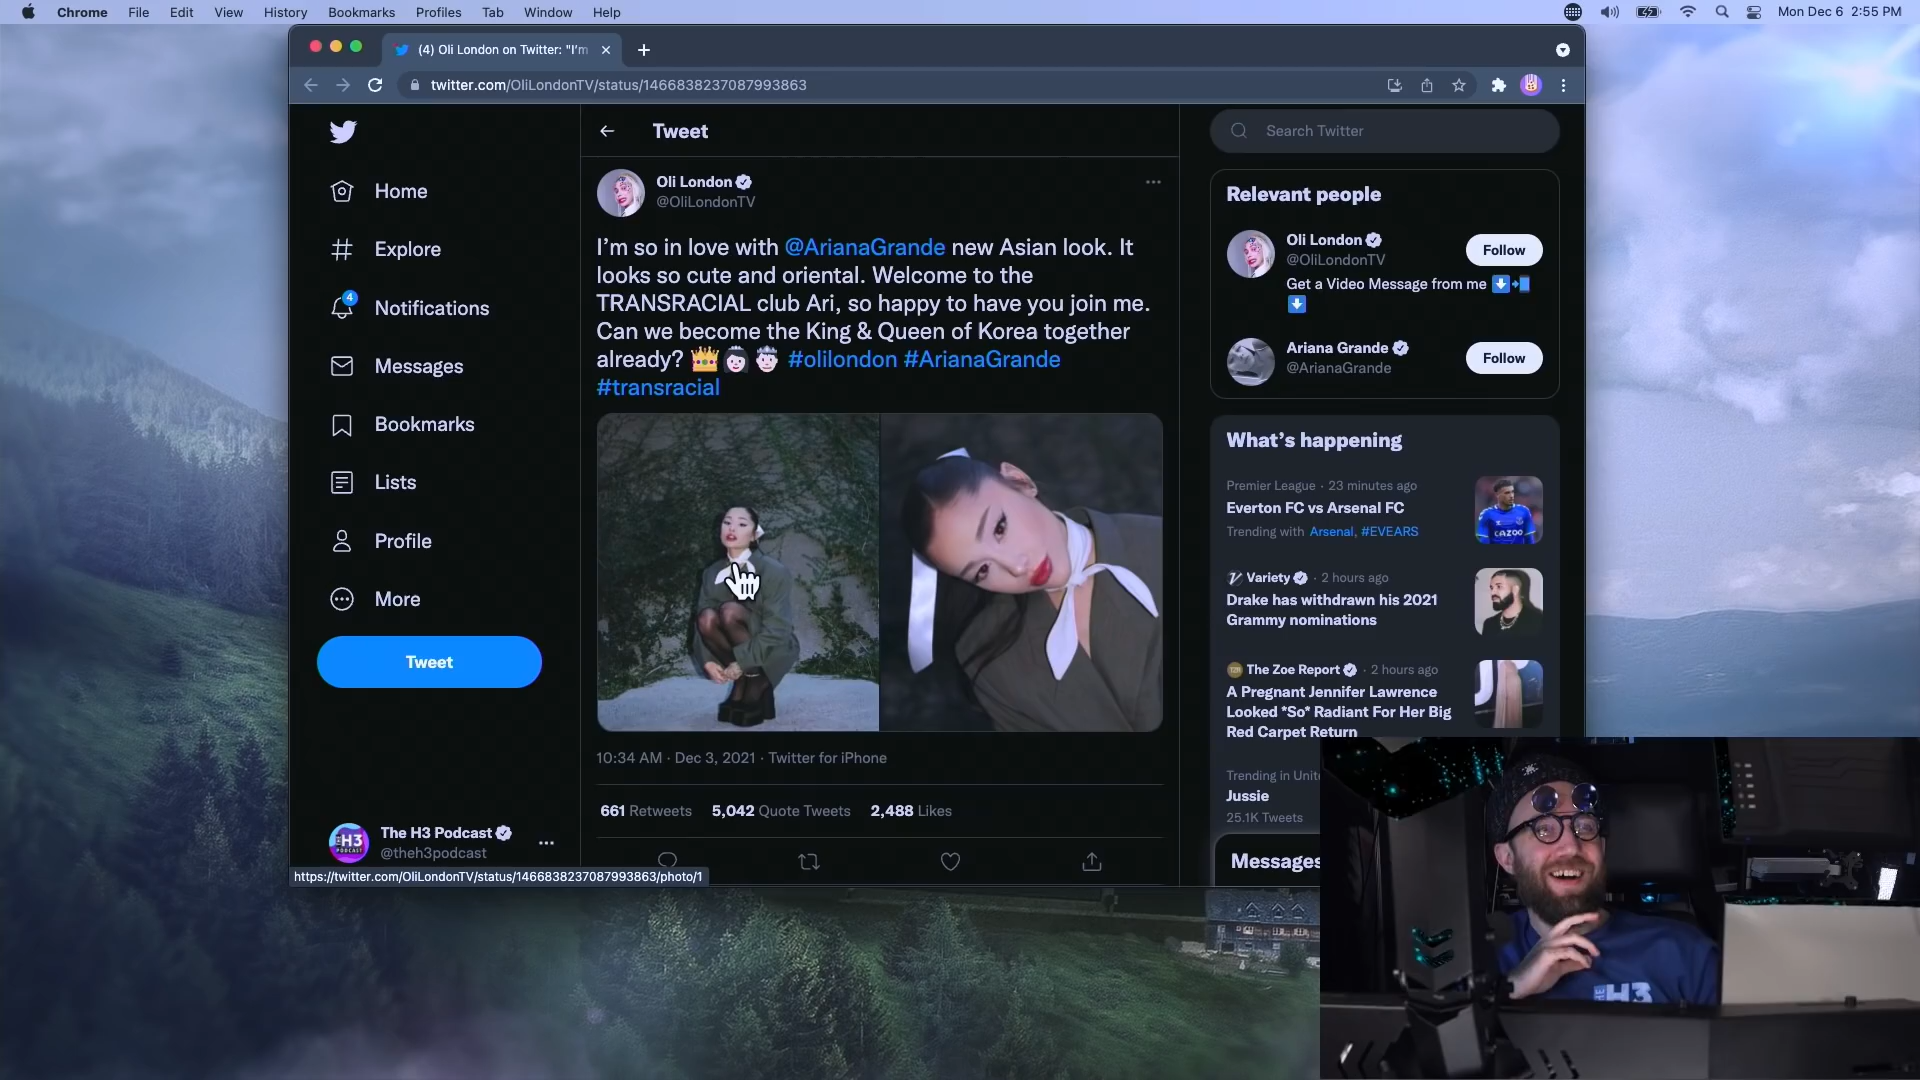 Chrome File Edit View History Bookmarks Profiles Tab Window Help
Mon Dec 6 2:55 PM
(4) Oli London on Twitter: "I'm
twitter.com/OliLondonTV/status/1466838237087993863
Home
Explore
4
Notifications
Messages
Bookmarks
Lists
Profile
More
Tweet
The H3 Podcast
@theh3podcast
https://twitter.com/OliLondonTV/status/1466838237087993863/photo/1
Tweet
Oli London
@OliLondonTV
I'm so in love with @ArianaGrande new Asian look. It
looks so cute and oriental. Welcome to the
TRANSRACIAL club Ari, so happy to have you join me.
Can we become the King & Queen of Korea together
already? #olilondon #ArianaGrande
#transracial
10:34 AM · Dec 3, 2021 · Twitter for iPhone
661 Retweets 5,042 Quote Tweets 2,488 Likes
Search Twitter
Relevant people
Oli London
@OliLondonTV
Follow
Get a Video Message from me
Ariana Grande
@ArianaGrande
Follow
What's happening
Premier League · 23 minutes ago
Everton FC vs Arsenal FC
Trending with Arsenal, #EVEARS
CAZOO
Variety · 2 hours ago
Drake has withdrawn his 2021
Grammy nominations
The Zoe Report · 2 hours ago
A Pregnant Jennifer Lawrence
Looked *So* Radiant For Her Big
Red Carpet Return
Trending in Unite
Jussie
25.1K Tweets
Messages
THE H3
H3
PODCAST